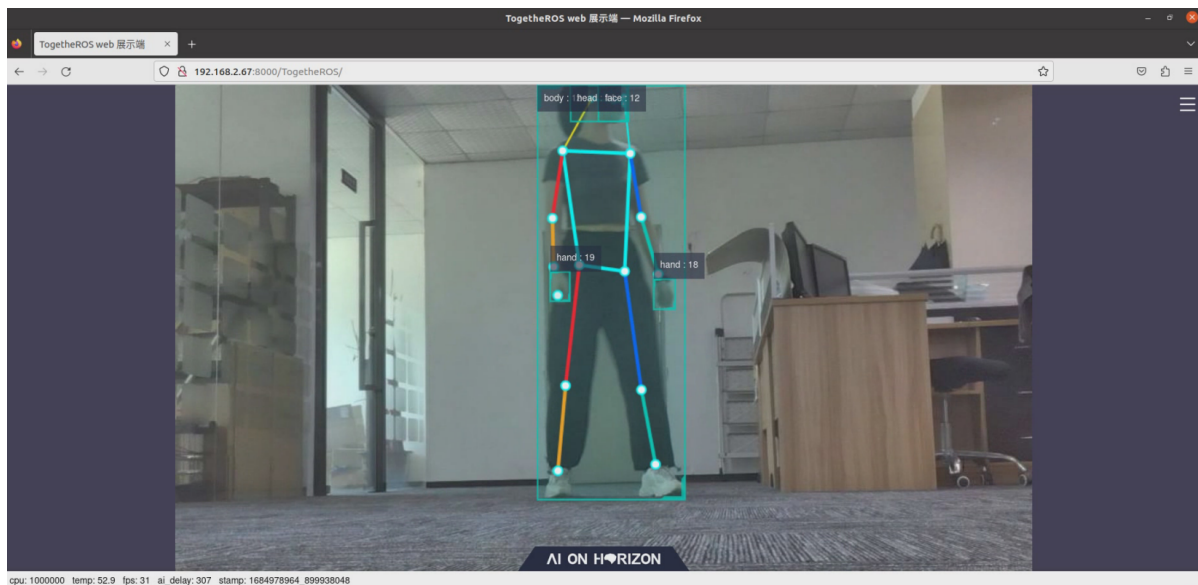 TogetheROS web 展示端 — Mozilla Firefox
TogetheROS web 展示端
192.168.2.67:8000/TogetheROS/
body : head face : 12
hand : 19
hand : 18
AI ON HORIZON
cpu: 1000000 temp: 52.9 fps: 31 ai_delay: 307 stamp: 1684978964_899938048